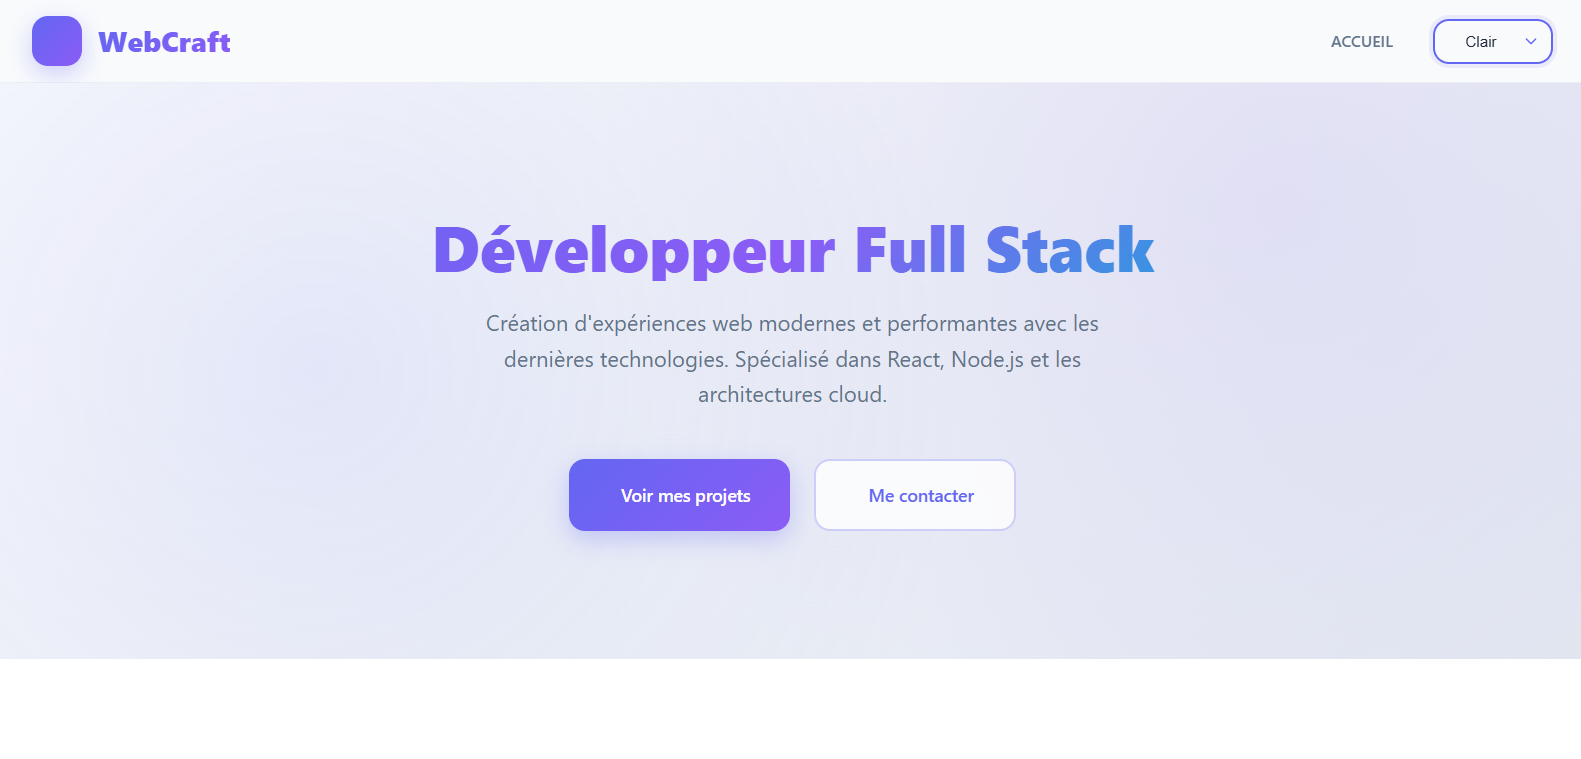 WebCraft
ACCUEIL
Clair
Développeur Full Stack
Création d'expériences web modernes et performantes avec les
dernières technologies. Spécialisé dans React, Node.js et les
architectures cloud.
Voir mes projets
Me contacter